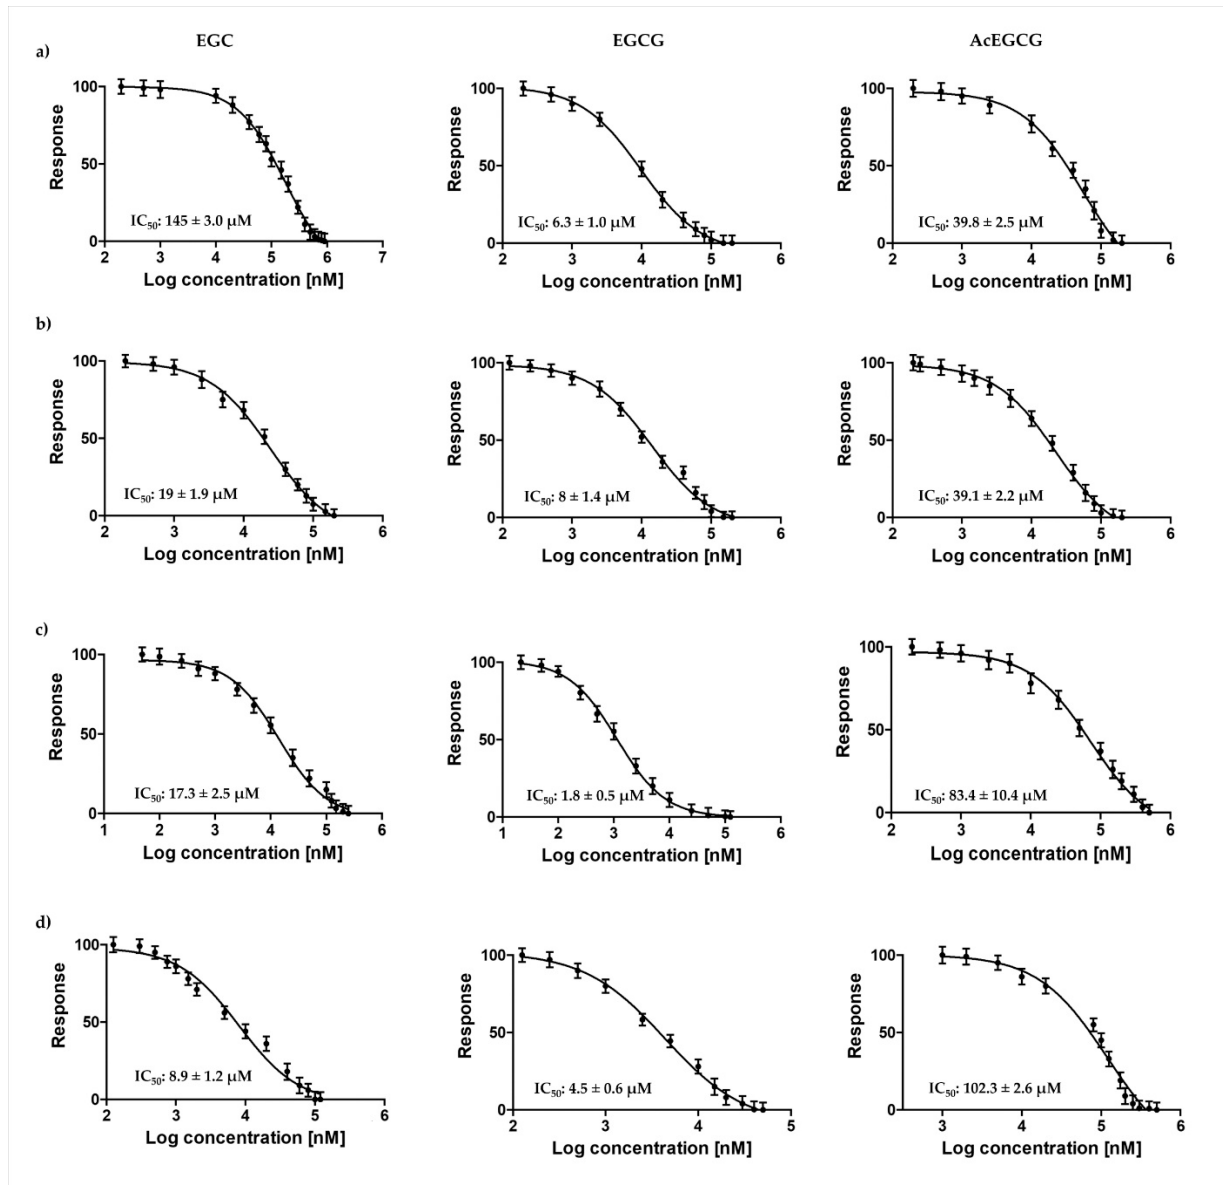 EGC EGCG AcEGCG
a)
100 100 100
Response Response Response
50 50 50
IC50: 145 ± 3.0 µM IC50: 6.3 ± 1.0 µM IC50: 39.8 ± 2.5 µM
0 0 0
2 3 4 5 6 7 2 3 4 5 6 2 3 4 5 6
Log concentration [nM] Log concentration [nM] Log concentration [nM]
b)
100 100 100
Response Response Response
50 50 50
IC50: 19 ± 1.9 µM IC50: 8 ± 1.4 µM IC50: 39.1 ± 2.2 µM
0 0 0
2 3 4 5 6 2 3 4 5 6 2 3 4 5 6
Log concentration [nM] Log concentration [nM] Log concentration [nM]
c)
100 100 100
Response Response Response
50 50 50
IC50: 17.3 ± 2.5 µM IC50: 1.8 ± 0.5 µM IC50: 83.4 ± 10.4 µM
0 0 0
1 2 3 4 5 6 1 2 3 4 5 6 2 3 4 5 6
Log concentration [nM] Log concentration [nM] Log concentration [nM]
d)
100 100 100
Response Response Response
50 50 50
IC50: 8.9 ± 1.2 µM IC50: 4.5 ± 0.6 µM IC50: 102.3 ± 2.6 µM
0 0 0
2 3 4 5 6 2 3 4 5 3 4 5 6
Log concentration [nM] Log concentration [nM] Log concentration [nM]